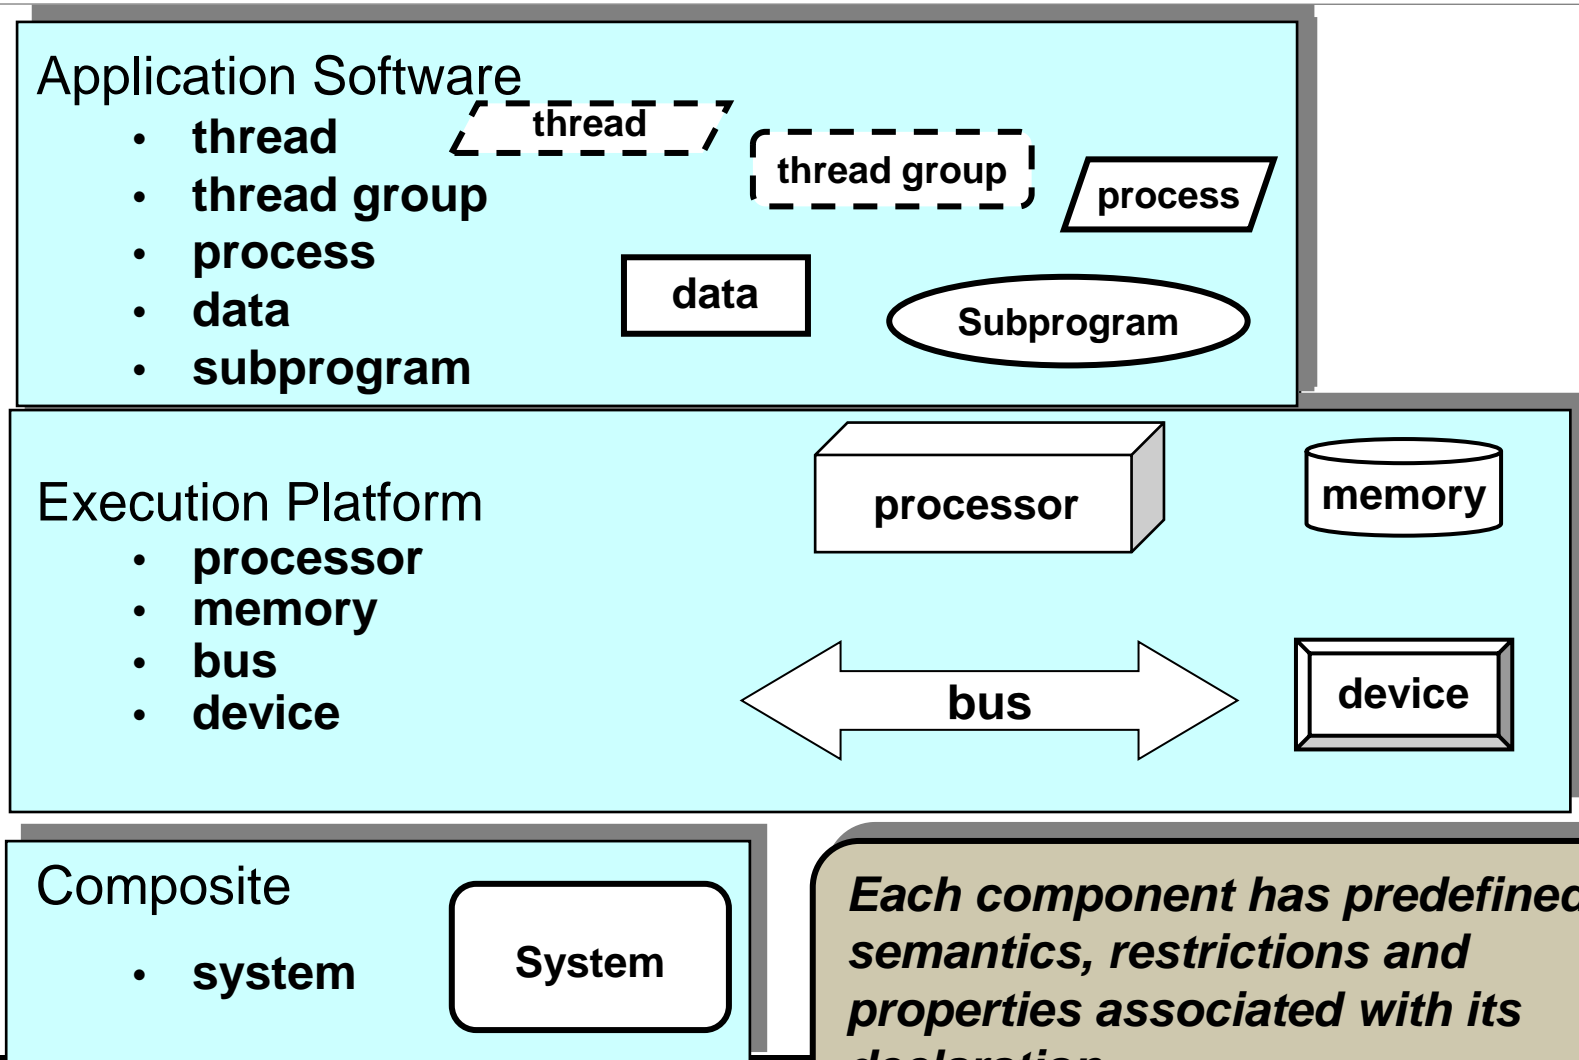 Application Software
• thread
• thread group
• process
• data
• subprogram
thread
thread group
process
data
Subprogram
Execution Platform
• processor
• memory
• bus
• device
processor
memory
bus
device
Composite
• system
System
Each component has predefined
semantics, restrictions and
properties associated with its
declaration